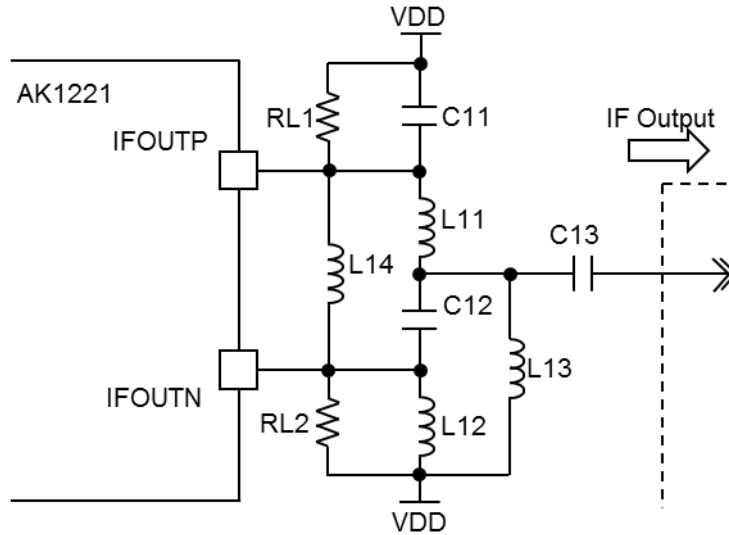 VDD
AK1221
RL1
C11
IF Output
IFOUTP
L11
C13
L14
C12
L13
IFOUTN
RL2
L12
VDD